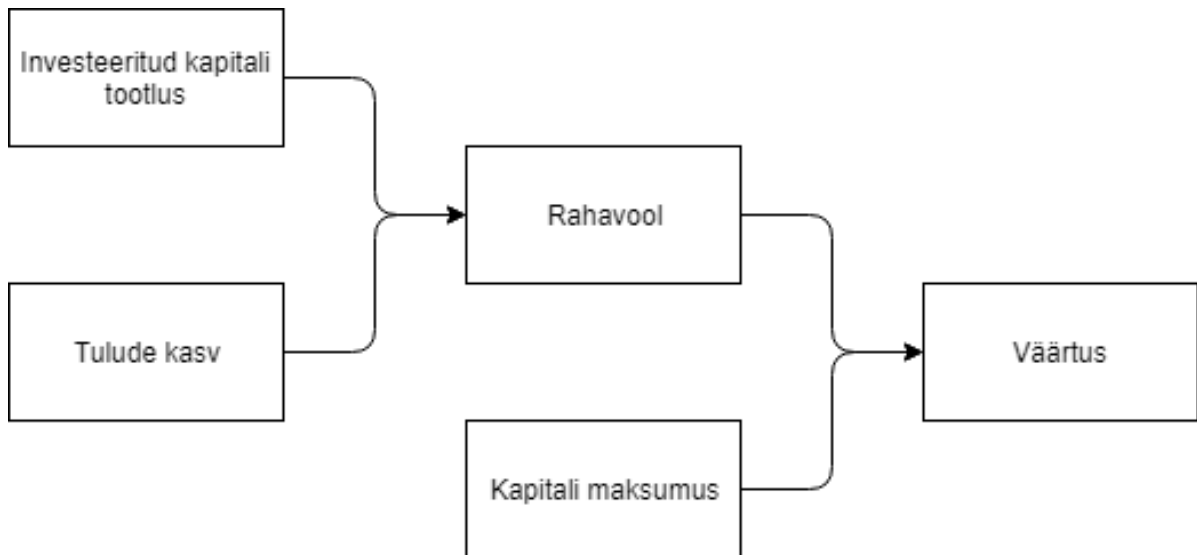 Investeeritud kapitali
tootlus
Rahavool
Tulude kasv
Väärtus
Kapitali maksumus